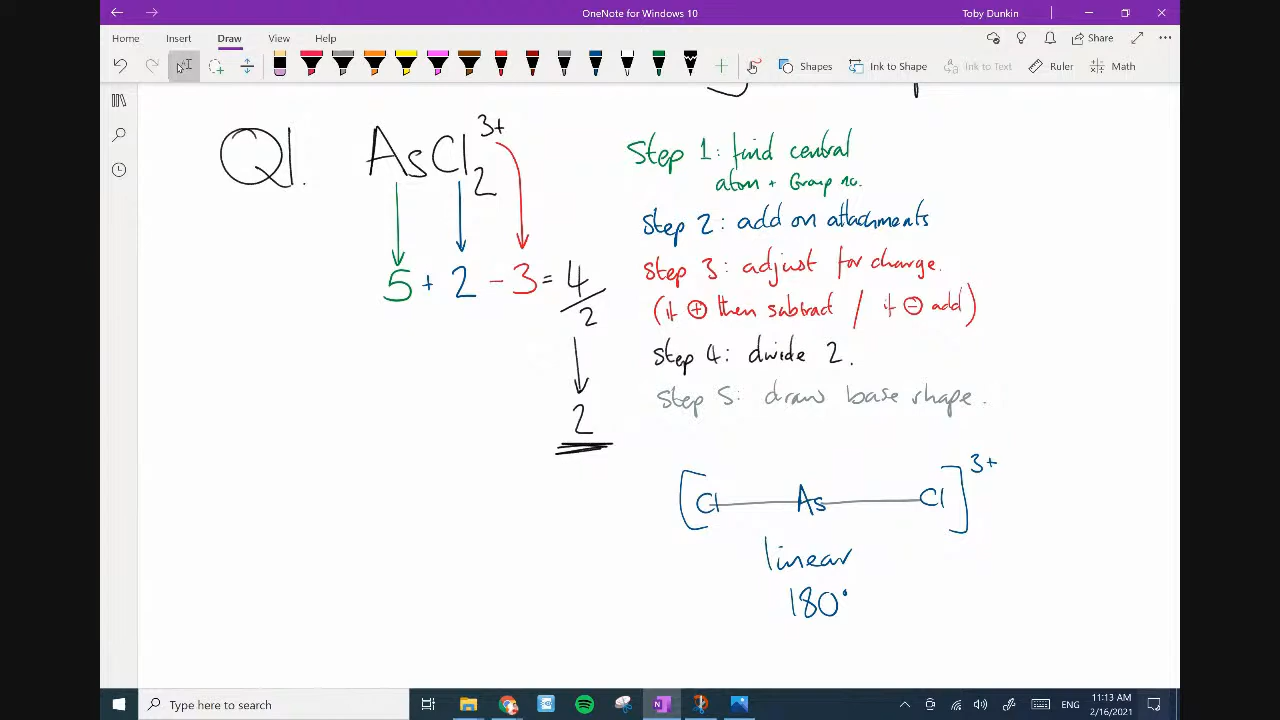 OneNote for Windows 10
Toby Dunkin
Home Insert Draw View Help
Share
Shapes Ink to Shape Ink to Text Ruler Math
Q1. AsCl₂³⁺
5 + 2 - 3 = 4/2
2
Step 1: find central
atom + Group no.
Step 2: add on attachments
Step 3: adjust for charge.
(if ⊕ then subtract / if ⊖ add)
Step 4: divide 2.
Step 5: draw base shape.
[Cl — As — Cl]³⁺
linear
180°
Type here to search
ENG
11:13 AM
2/16/2021